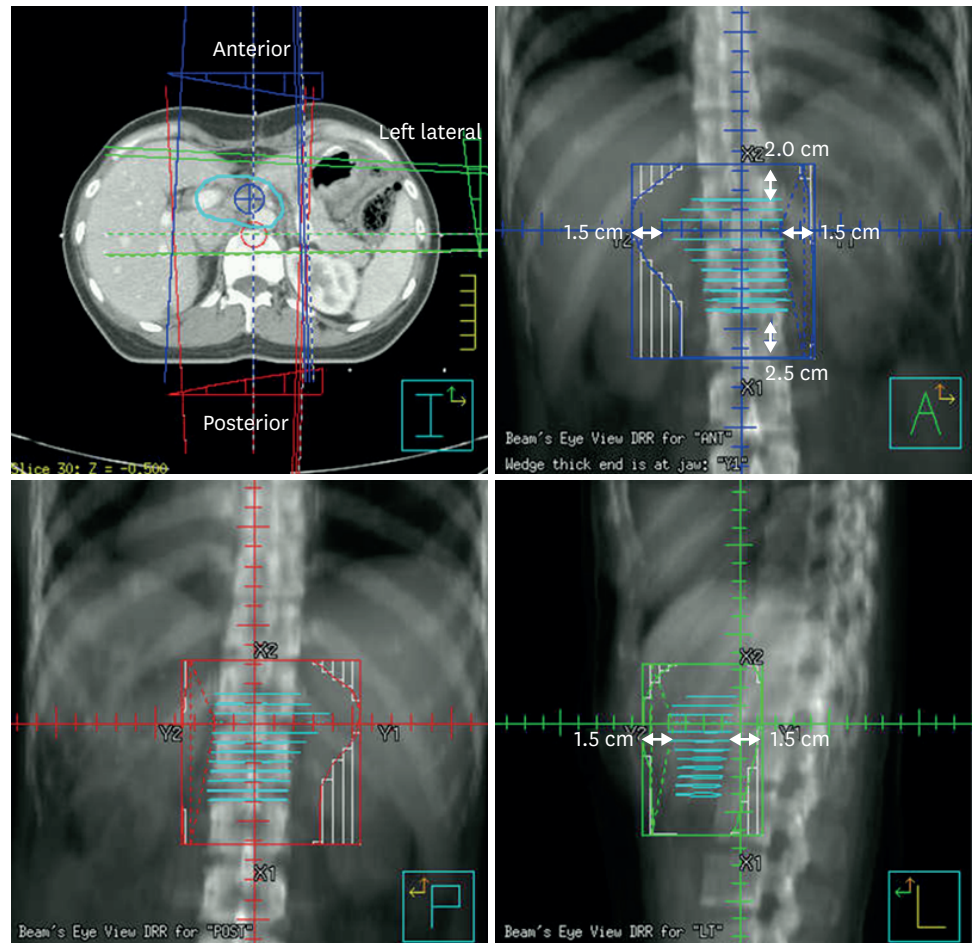 Anterior
Left lateral
Posterior
I
Slice 30: Z = -0.500
X2
2.0 cm
1.5 cm
Y2
1.5 cm
Y1
2.5 cm
X1
A
Beam's Eye View DRR for "ANT"
Wedge thick end is at jaw: "Y1"
X2
Y2
Y1
X1
P
Beam's Eye View DRR for "POST"
X2
1.5 cm
Y2
1.5 cm
Y1
X1
L
Beam's Eye View DRR for "LT"